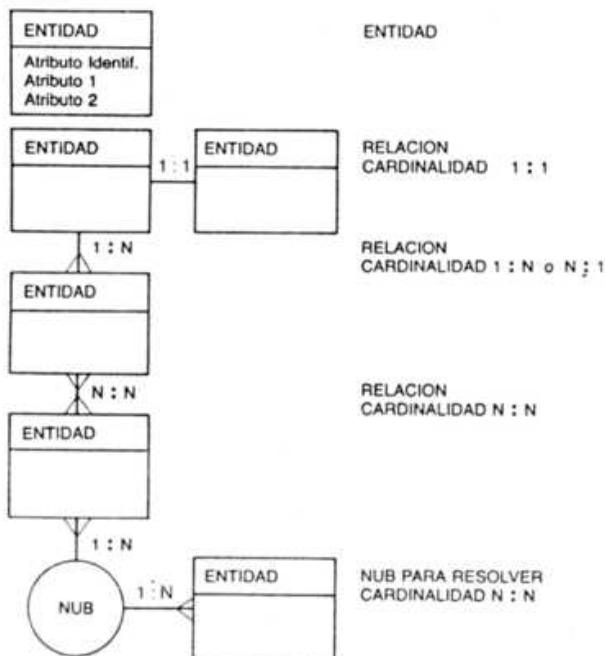 ENTIDAD
ENTIDAD
Atributo Identif.
Atributo 1
Atributo 2
ENTIDAD
1 : 1
ENTIDAD
RELACION
CARDINALIDAD 1 : 1
1 : N
RELACION
CARDINALIDAD 1 : N o N ; 1
ENTIDAD
N : N
RELACION
CARDINALIDAD N : N
ENTIDAD
1 : N
NUB
1 : N
ENTIDAD
NUB PARA RESOLVER
CARDINALIDAD N : N